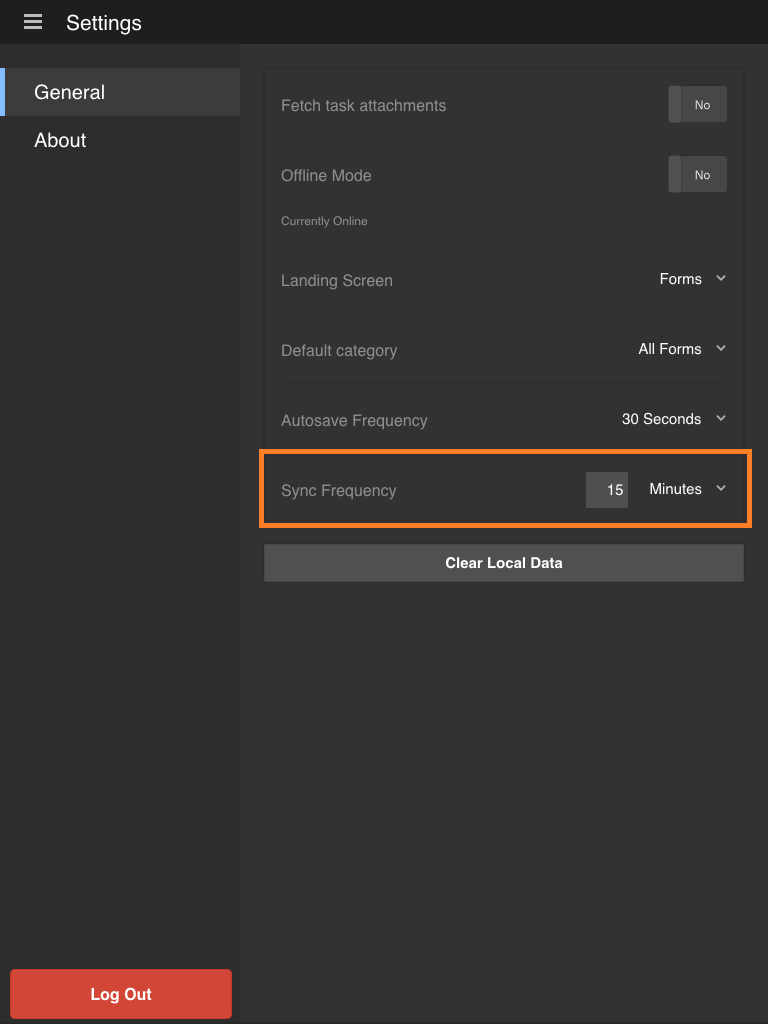 Settings
General
About
Fetch task attachments No
Offline Mode No
Currently Online
Landing Screen Forms
Default category All Forms
Autosave Frequency 30 Seconds
Sync Frequency 15 Minutes
Clear Local Data
Log Out